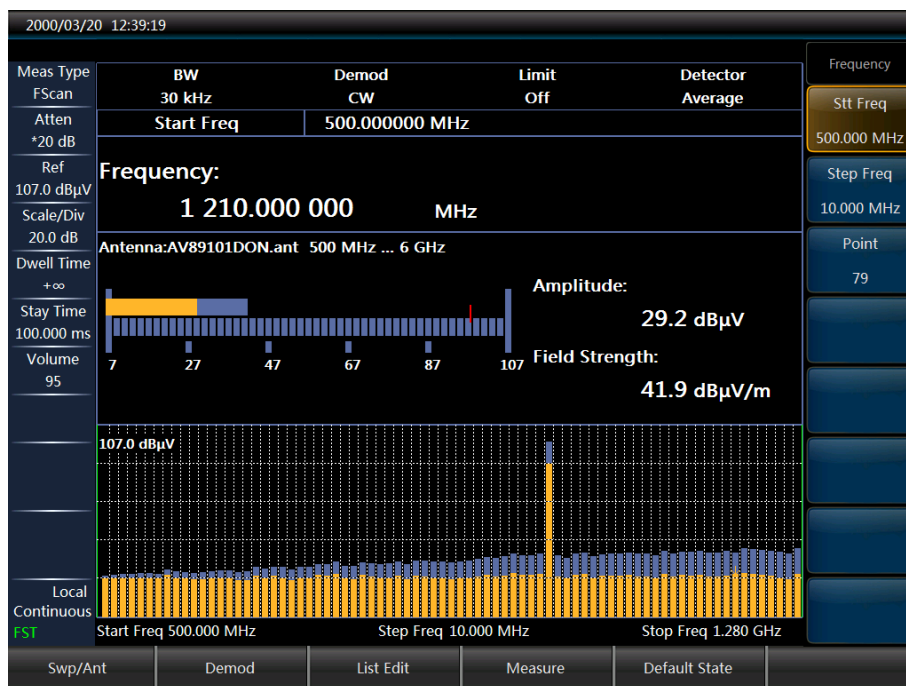 2000/03/20 12:39:19
Meas Type
FScan
Atten
*20 dB
Ref
107.0 dBµV
Scale/Div
20.0 dB
Dwell Time
+∞
Stay Time
100.000 ms
Volume
95
Local
Continuous
FST
BW Demod Limit Detector
30 kHz CW Off Average
Start Freq 500.000000 MHz
Frequency:
1 210.000 000 MHz
Antenna:AV89101DON.ant 500 MHz ... 6 GHz
Amplitude:
29.2 dBµV
7 27 47 67 87 107
Field Strength:
41.9 dBµV/m
107.0 dBµV
Start Freq 500.000 MHz Step Freq 10.000 MHz Stop Freq 1.280 GHz
Frequency
Stt Freq
500.000 MHz
Step Freq
10.000 MHz
Point
79
Swp/Ant Demod List Edit Measure Default State